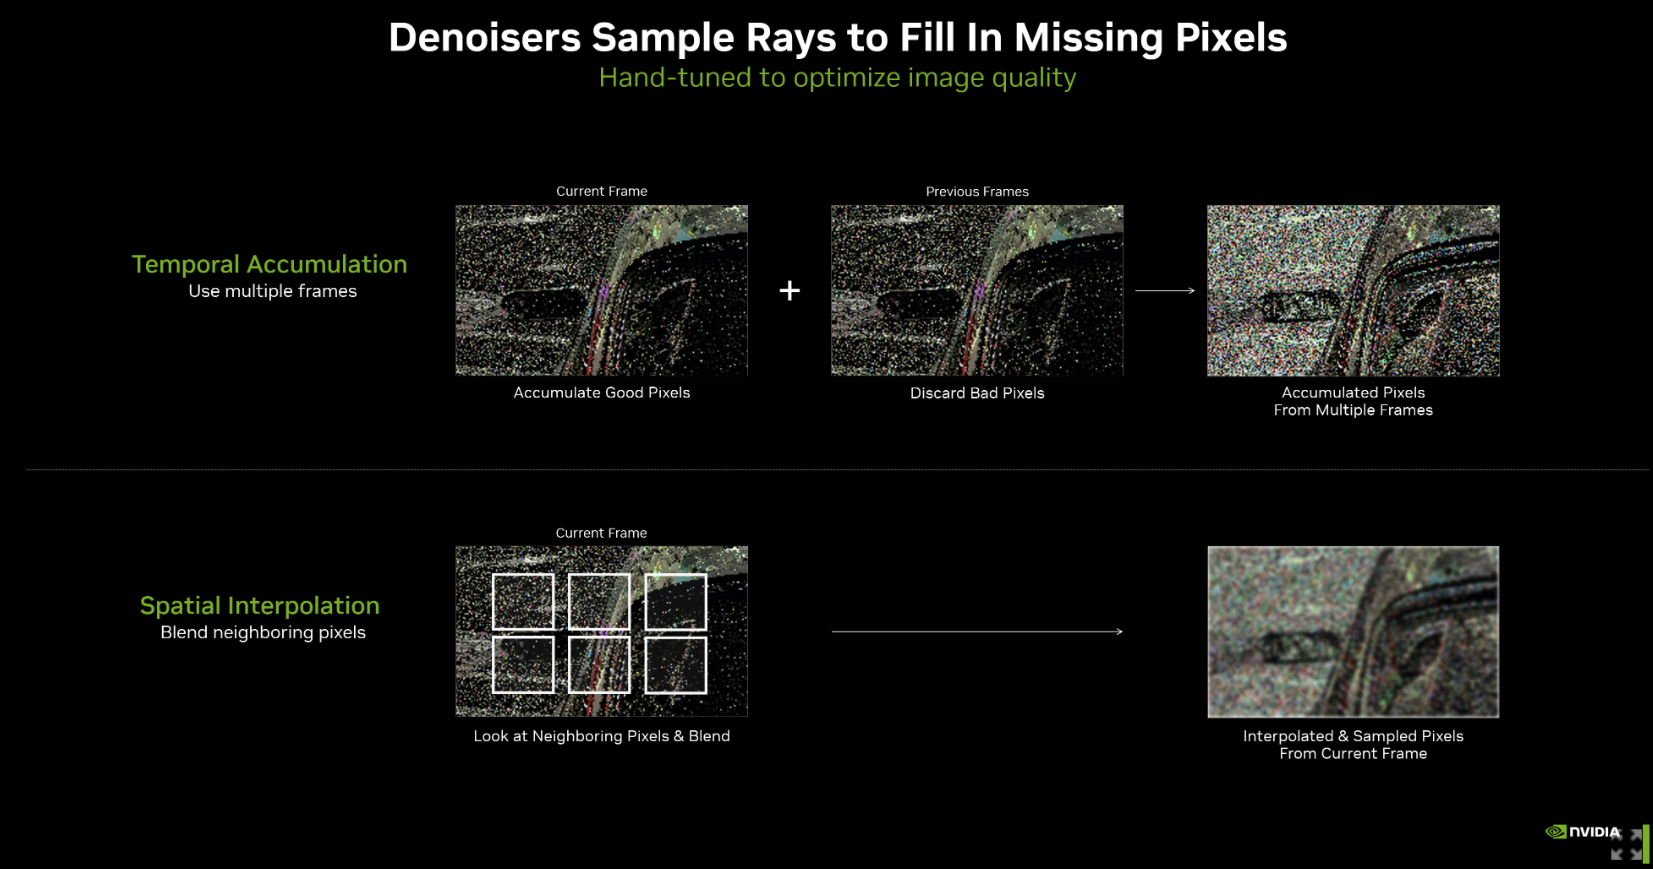 Denoisers Sample Rays to Fill In Missing Pixels
Hand-tuned to optimize image quality
Current Frame
Previous Frames
Temporal Accumulation
Use multiple frames
+
Accumulate Good Pixels
Discard Bad Pixels
Accumulated Pixels
From Multiple Frames
Current Frame
Spatial Interpolation
Blend neighboring pixels
Look at Neighboring Pixels & Blend
Interpolated & Sampled Pixels
From Current Frame
NVIDIA